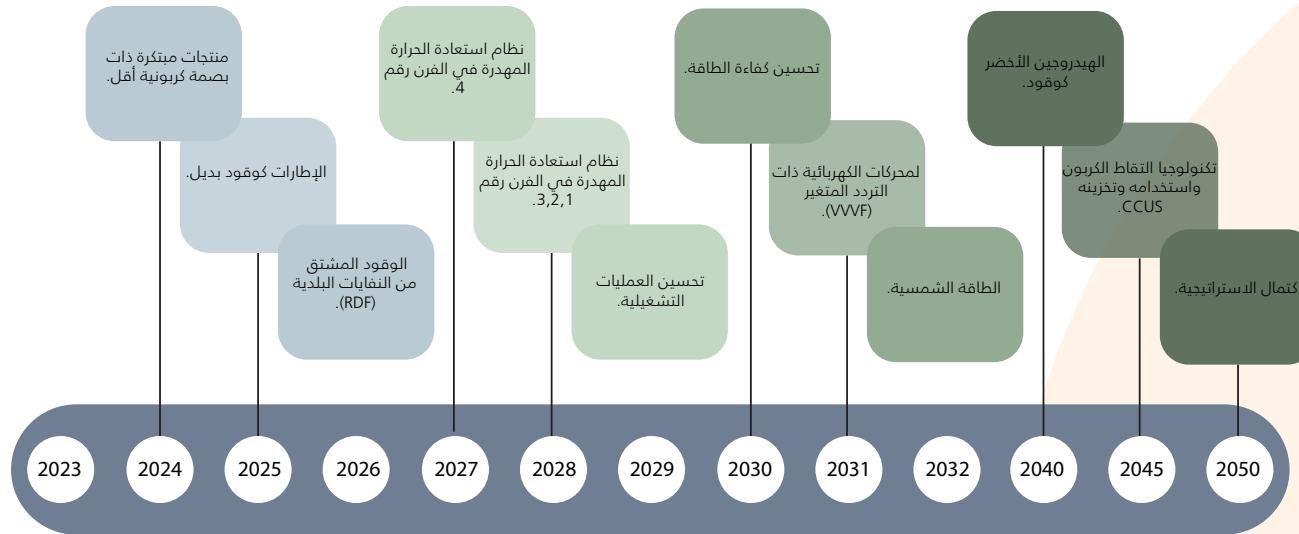 منتجات مبتكرة ذات
بصمة كربونية أقل.
الإطارات كوقود بديل.
الوقود المشتق
من النفايات البلدية
(RDF).
نظام استعادة الحرارة
المهدرة في الفرن رقم
4.
نظام استعادة الحرارة
المهدرة في الفرن رقم
3,2,1.
تحسين العمليات
التشغيلية.
تحسين كفاءة الطاقة.
لمحركات الكهربائية ذات
التردد المتغير
(VVVF).
الطاقة الشمسية.
الهيدروجين الأخضر
كوقود.
تكنولوجيا التقاط الكربون
واستخدامه وتخزينه
CCUS.
كتمال الاستراتيجية.
2023
2024
2025
2026
2027
2028
2029
2030
2031
2032
2040
2045
2050